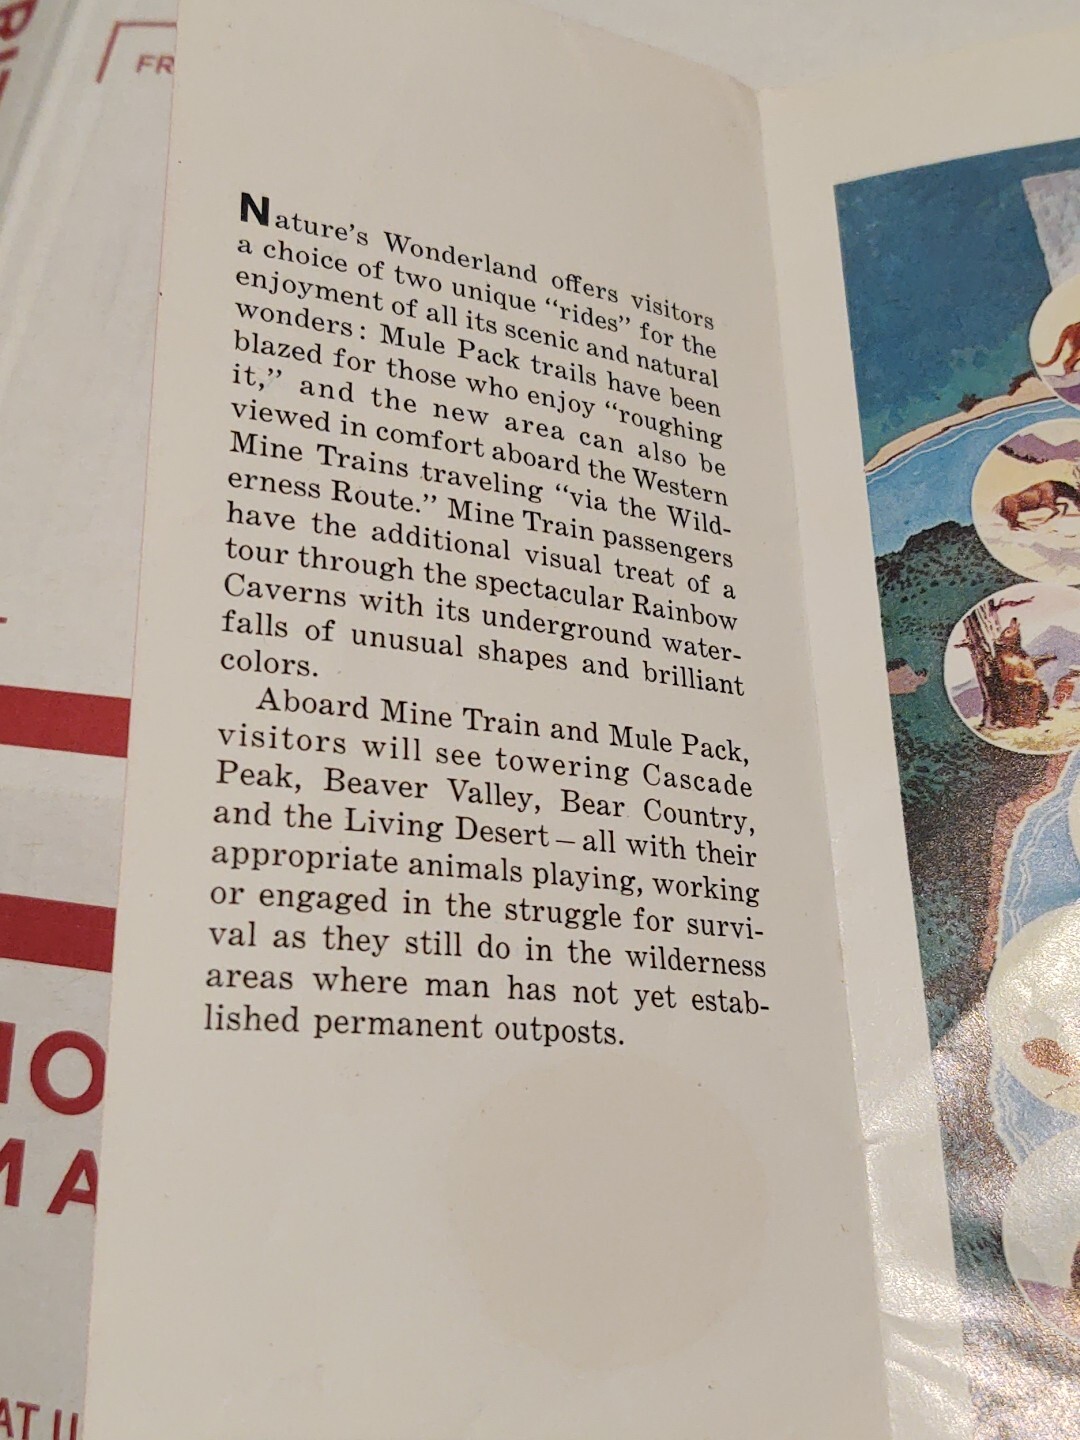 FR
Nature's Wonderland offers visitors
a choice of two unique “rides” for the
enjoyment of all its scenic and natural
wonders: Mule Pack trails have been
blazed for those who enjoy “roughing
it,” and the new area can also be
viewed in comfort aboard the Western
Mine Trains traveling “via the Wild-
erness Route.” Mine Train passengers
have the additional visual treat of a
tour through the spectacular Rainbow
Caverns with its underground water-
falls of unusual shapes and brilliant
colors.
Aboard Mine Train and Mule Pack,
visitors will see towering Cascade
Peak, Beaver Valley, Bear Country,
and the Living Desert — all with their
appropriate animals playing, working
or engaged in the struggle for survi-
val as they still do in the wilderness
areas where man has not yet estab-
lished permanent outposts.
IO
MA
AT U